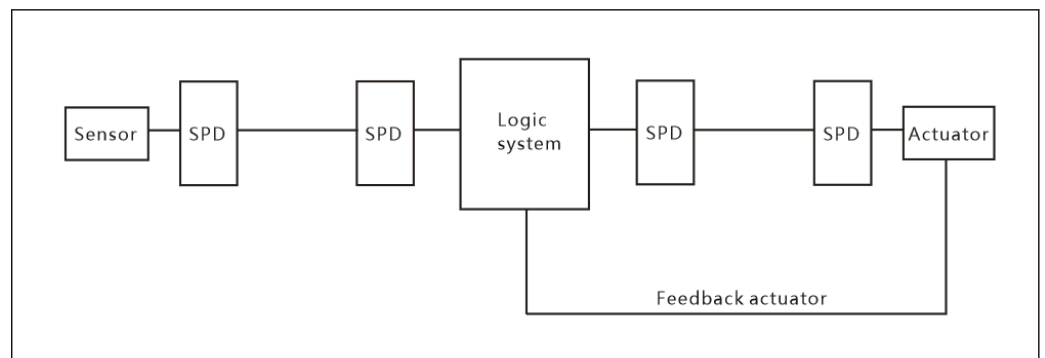 Sensor
SPD
SPD
Logic
system
SPD
SPD
Actuator
Feedback actuator